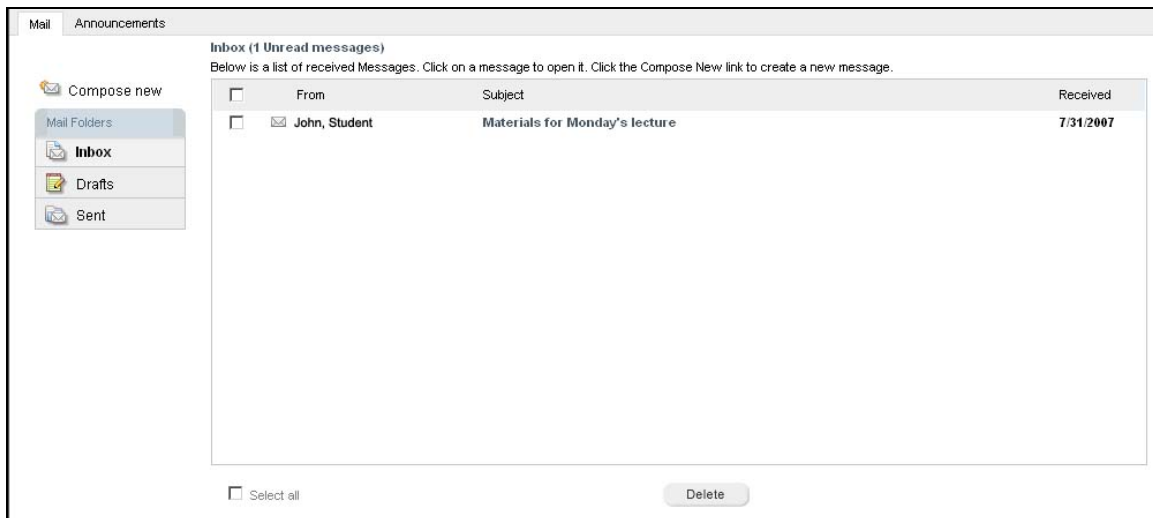 Mail Announcements
Inbox (1 Unread messages)
Below is a list of received Messages. Click on a message to open it. Click the Compose New link to create a new message.
Compose new
Mail Folders
Inbox
Drafts
Sent
From Subject Received
John, Student Materials for Monday's lecture 7/31/2007
Select all Delete